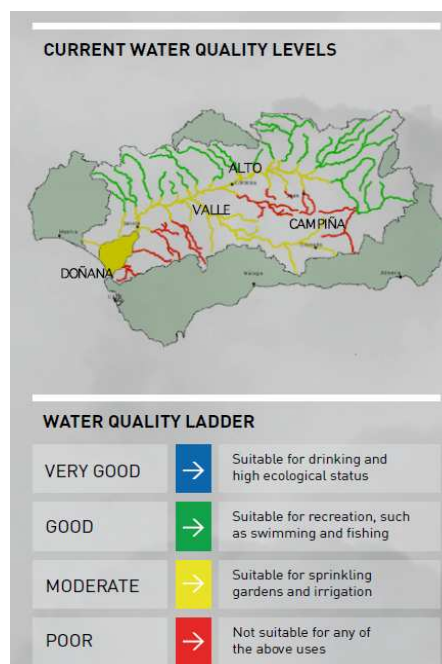 CURRENT WATER QUALITY LEVELS
ALTO
VALLE
CAMPIÑA
DOÑANA
WATER QUALITY LADDER
VERY GOOD
Suitable for drinking and
high ecological status
GOOD
Suitable for recreation, such
as swimming and fishing
MODERATE
Suitable for sprinkling
gardens and irrigation
POOR
Not suitable for any of
the above uses